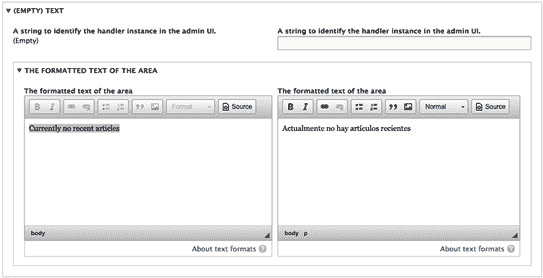 (EMPTY) TEXT
A string to identify the handler instance in the admin UI.
(Empty)
A string to identify the handler instance in the admin UI.
THE FORMATTED TEXT OF THE AREA
The formatted text of the area
B I Format Source
Currently no recent articles
body
About text formats ?
The formatted text of the area
B I Normal Source
Actualmente no hay artículos recientes
body p
About text formats ?